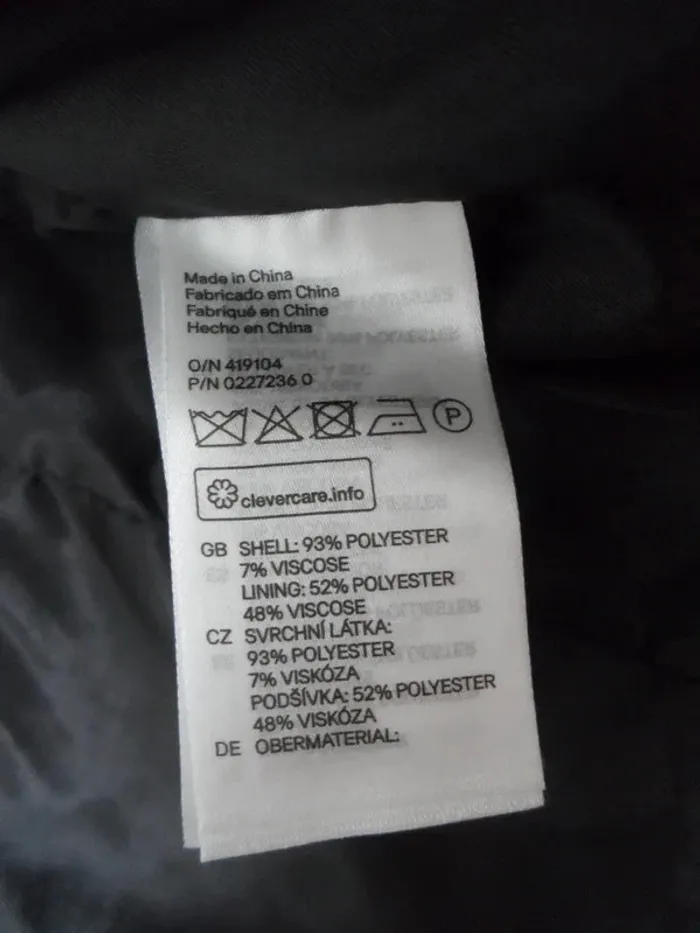 Made in China
Fabricado em China
Fabriqué en Chine
Hecho en China
O/N 419104
P/N 0227236 0
P
clevercare.info
GB SHELL: 93% POLYESTER
7% VISCOSE
LINING: 52% POLYESTER
48% VISCOSE
CZ SVRCHNÍ LÁTKA:
93% POLYESTER
7% VISKÓZA
PODŠÍVKA: 52% POLYESTER
48% VISKÓZA
DE OBERMATERIAL: